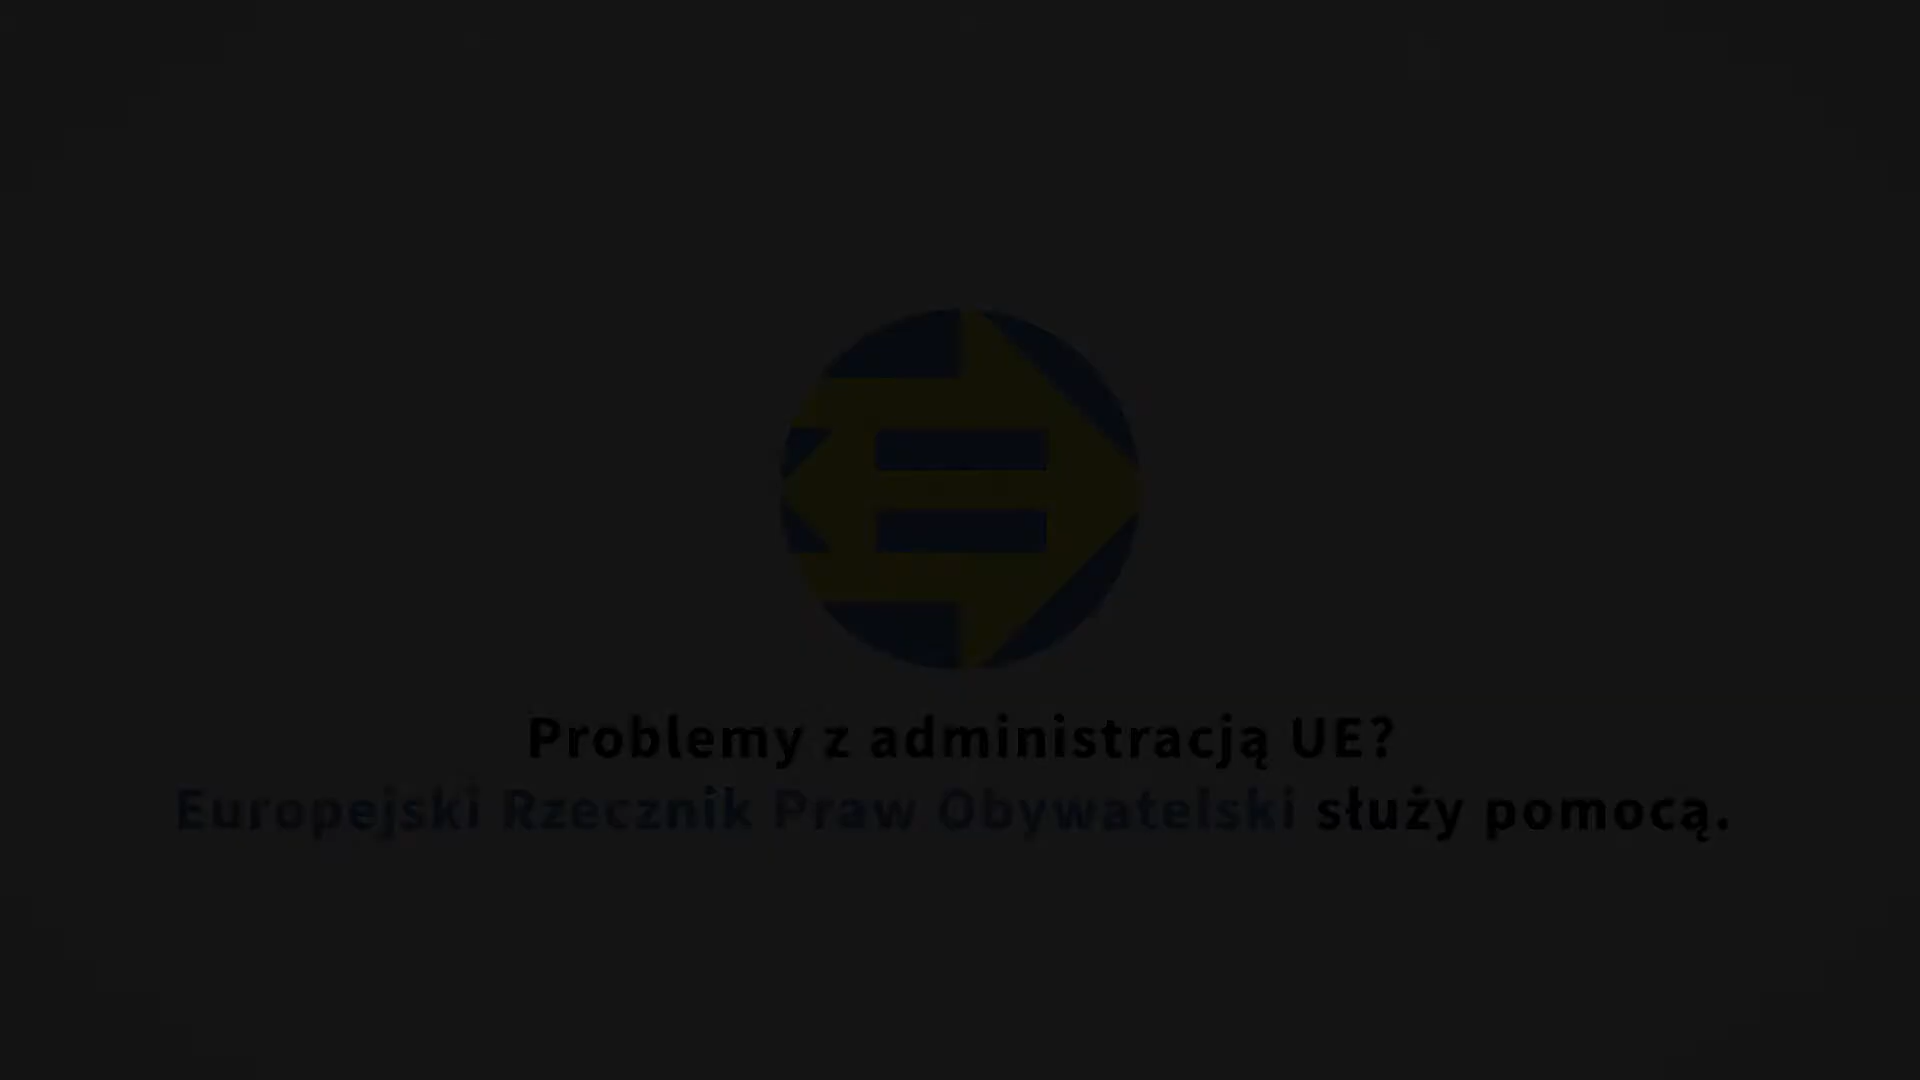 Problemy z administracją UE?
Europejski Rzecznik Praw Obywatelski służy pomocą.